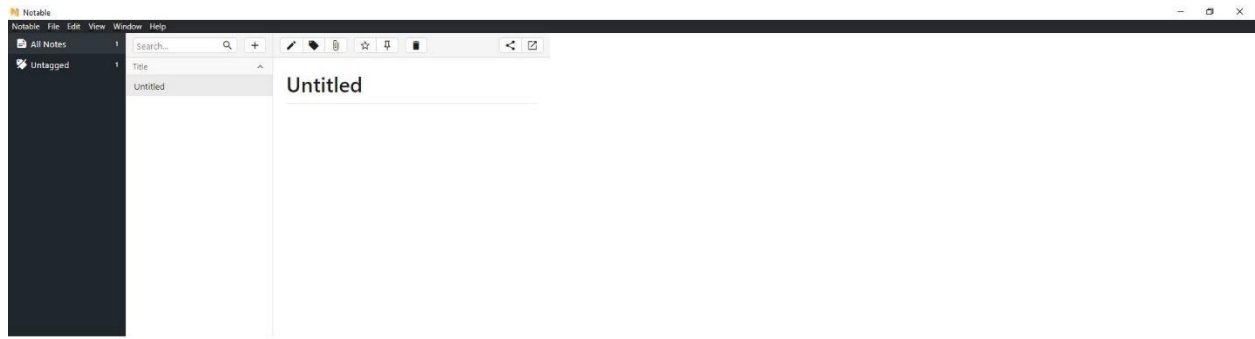 Notable
Notable File Edit View Window Help
All Notes 1
Search...
Untagged 1
Title
Untitled
Untitled